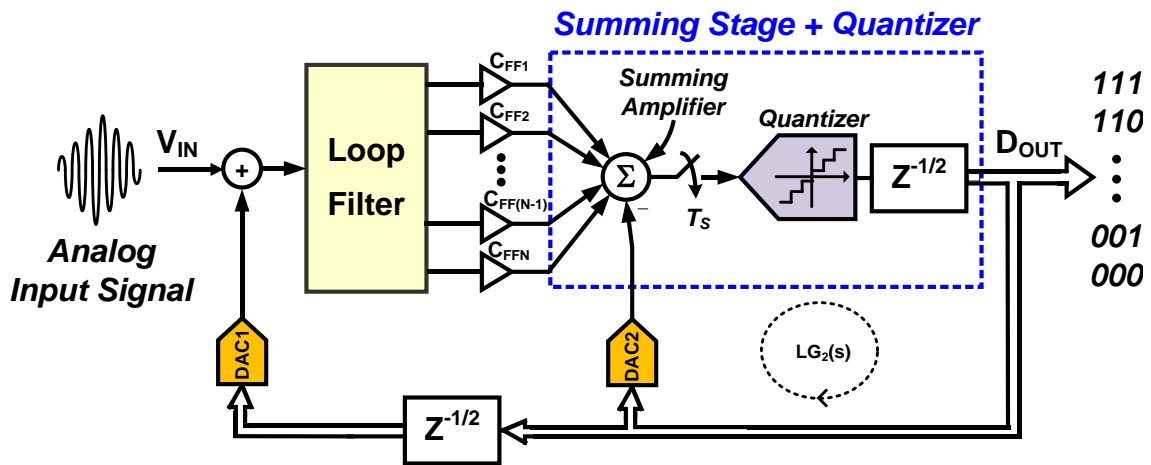 Summing Stage + Quantizer
C_FF1
Summing
Amplifier
111
110
V_IN
C_FF2
Quantizer
D_OUT
+
Loop
Filter
Σ
Z^-1/2
−
T_S
C_FF(N-1)
C_FFN
Analog
Input Signal
001
000
DAC1
DAC2
LG_2(s)
Z^-1/2